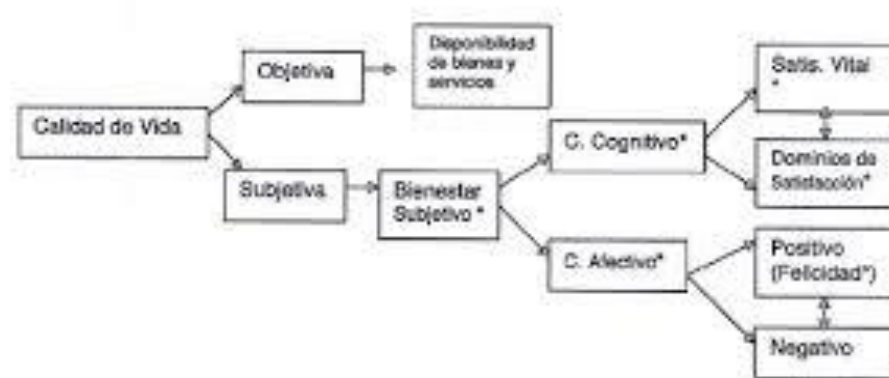 Calidad de Vida
Objetiva
Disponibilidad
de bienes y
servicios
Subjetiva
Bienestar
Subjetivo *
C. Cognitivo*
Satis. Vital
*
Dominios de
Satisfacción*
C. Afectivo*
Positivo
(Felicidad*)
Negativo